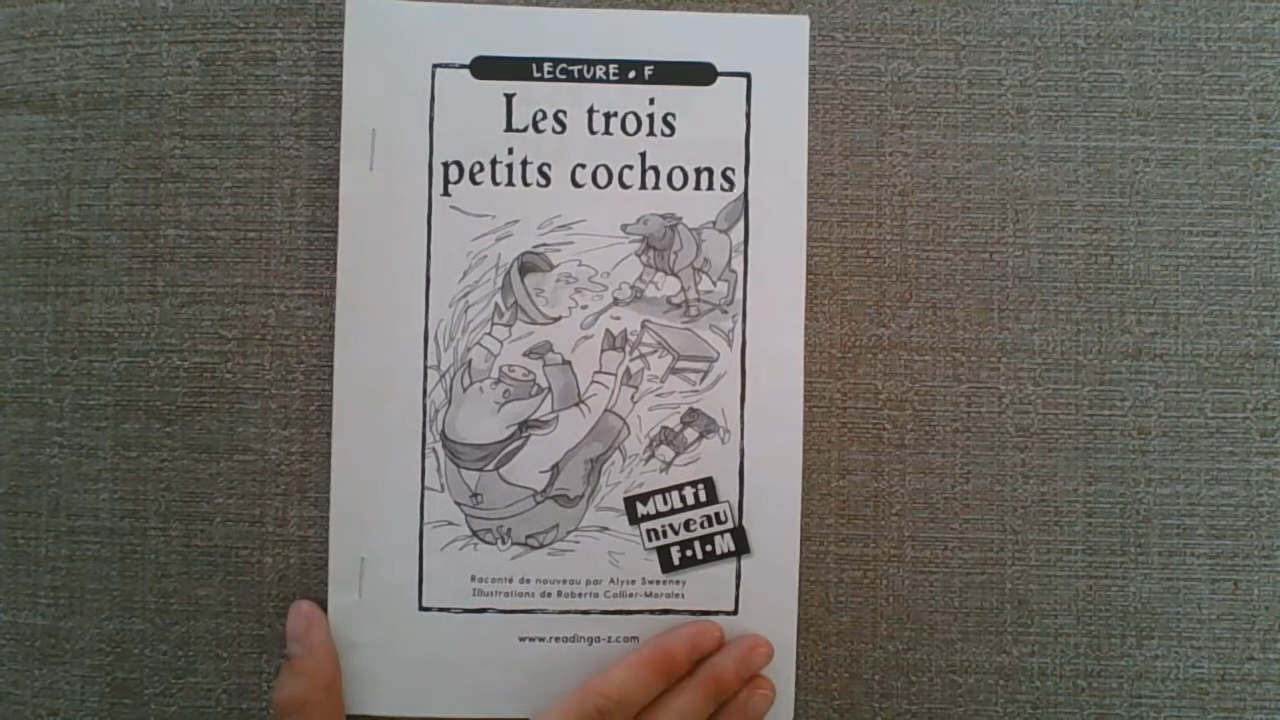 LECTURE • F
Les trois
petits cochons
MULTi
niveau
F•I•M
Raconté de nouveau par Alyse Sweeney
Illustrations de Roberta Collier-Morales
www.readinga-z.com